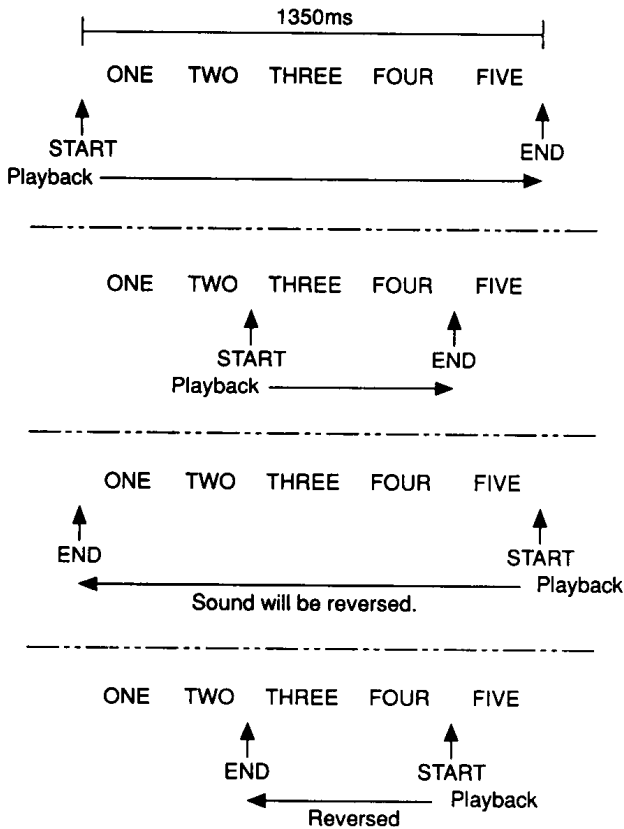 1350ms
ONE TWO THREE FOUR FIVE
START END
Playback
ONE TWO THREE FOUR FIVE
START END
Playback
ONE TWO THREE FOUR FIVE
END START
Playback
Sound will be reversed.
ONE TWO THREE FOUR FIVE
END START
Playback
Reversed